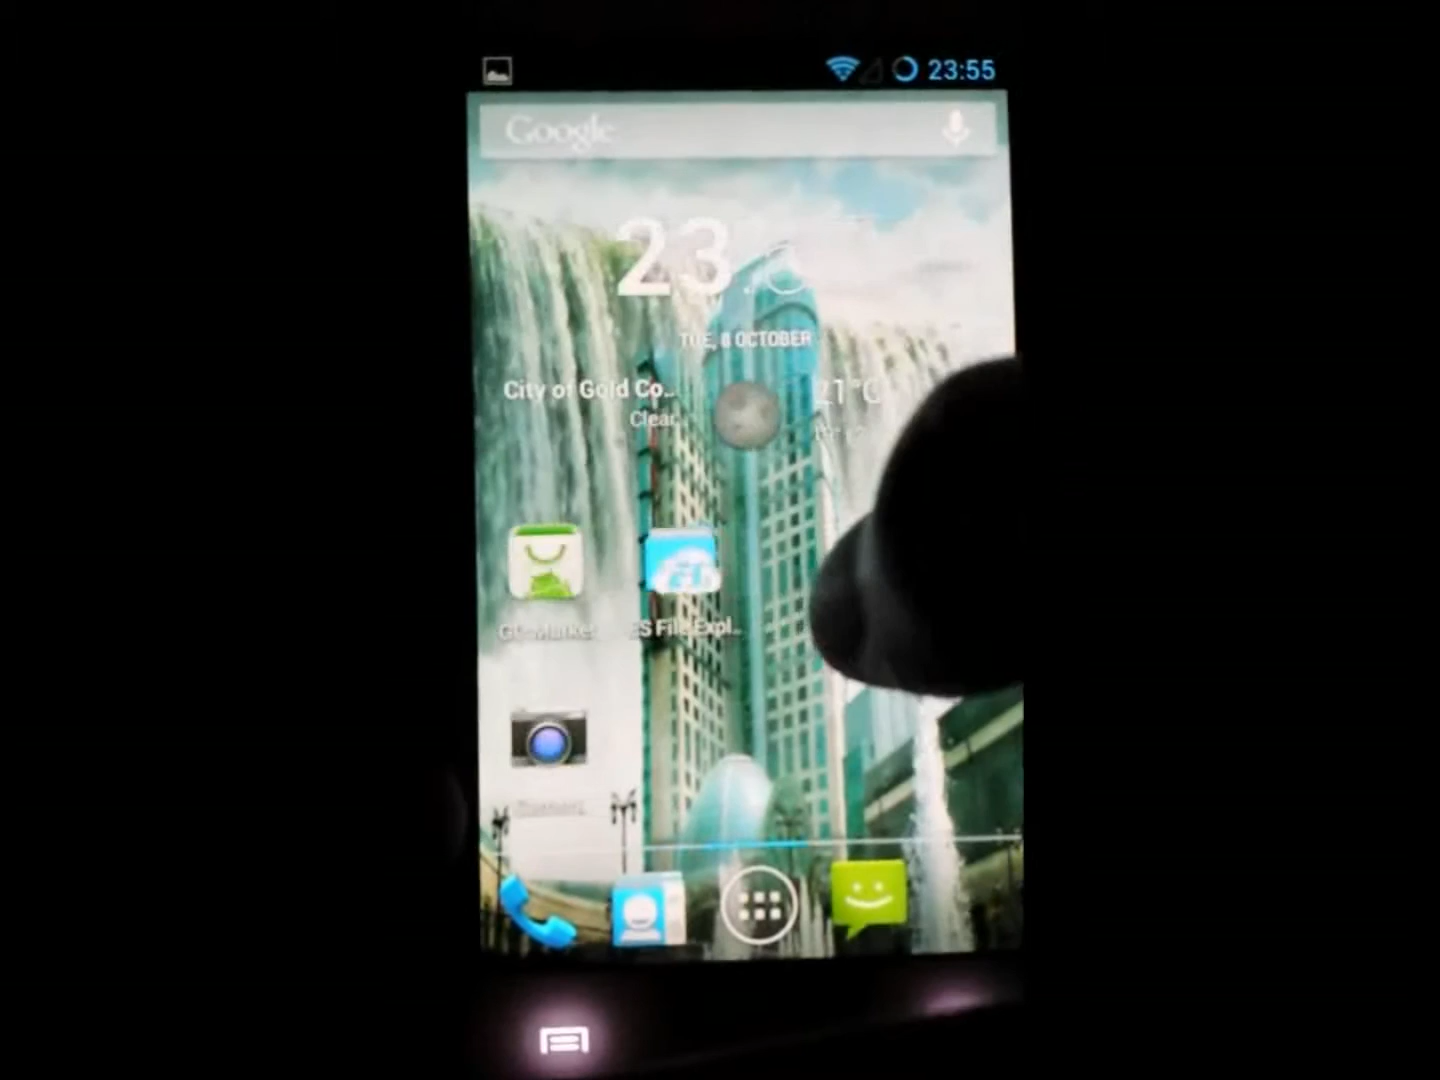 23:55
Google
23
TUE, 8 OCTOBER
City of Gold Co..
21°C
Clear
ES File Expl..